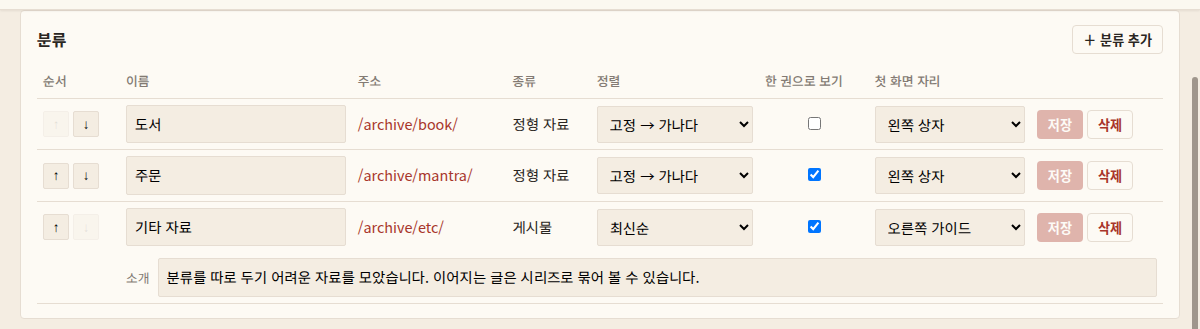 분류
+ 분류 추가
순서 이름 주소 종류 정렬 한 권으로 보기 첫 화면 자리
↑ ↓ 도서 /archive/book/ 정형 자료 고정 → 가나다 왼쪽 상자 저장 삭제
↑ ↓ 주문 /archive/mantra/ 정형 자료 고정 → 가나다 왼쪽 상자 저장 삭제
↑ ↓ 기타 자료 /archive/etc/ 게시물 최신순 오른쪽 가이드 저장 삭제
소개 분류를 따로 두기 어려운 자료를 모았습니다. 이어지는 글은 시리즈로 묶어 볼 수 있습니다.